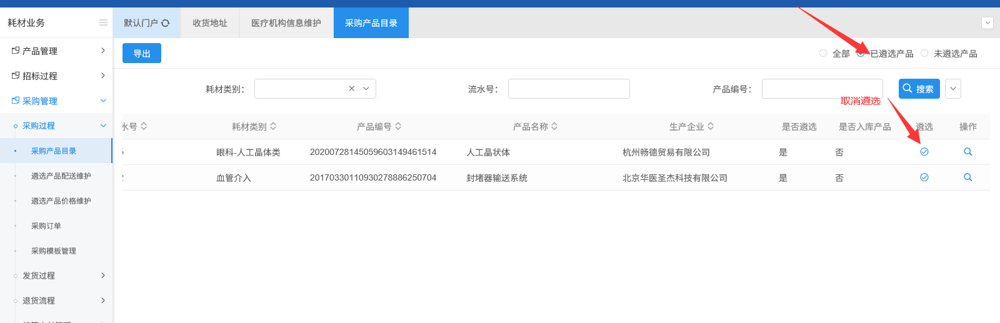 耗材业务
默认门户
收货地址
医疗机构信息维护
采购产品目录
产品管理
招标过程
采购管理
采购过程
采购产品目录
遴选产品配送维护
遴选产品价格维护
采购订单
采购模板管理
发货过程
退货流程
导出
全部
已遴选产品
未遴选产品
耗材类别：
流水号：
产品编号：
搜索
取消遴选
水号 耗材类别 产品编号 产品名称 生产企业 是否遴选 是否入库产品 遴选 操作
眼科-人工晶体类 20200728145059603149461514 人工晶状体 杭州畅德贸易有限公司 是 否
血管介入 20170330110930278886250704 封堵器输送系统 北京华医圣杰科技有限公司 是 否